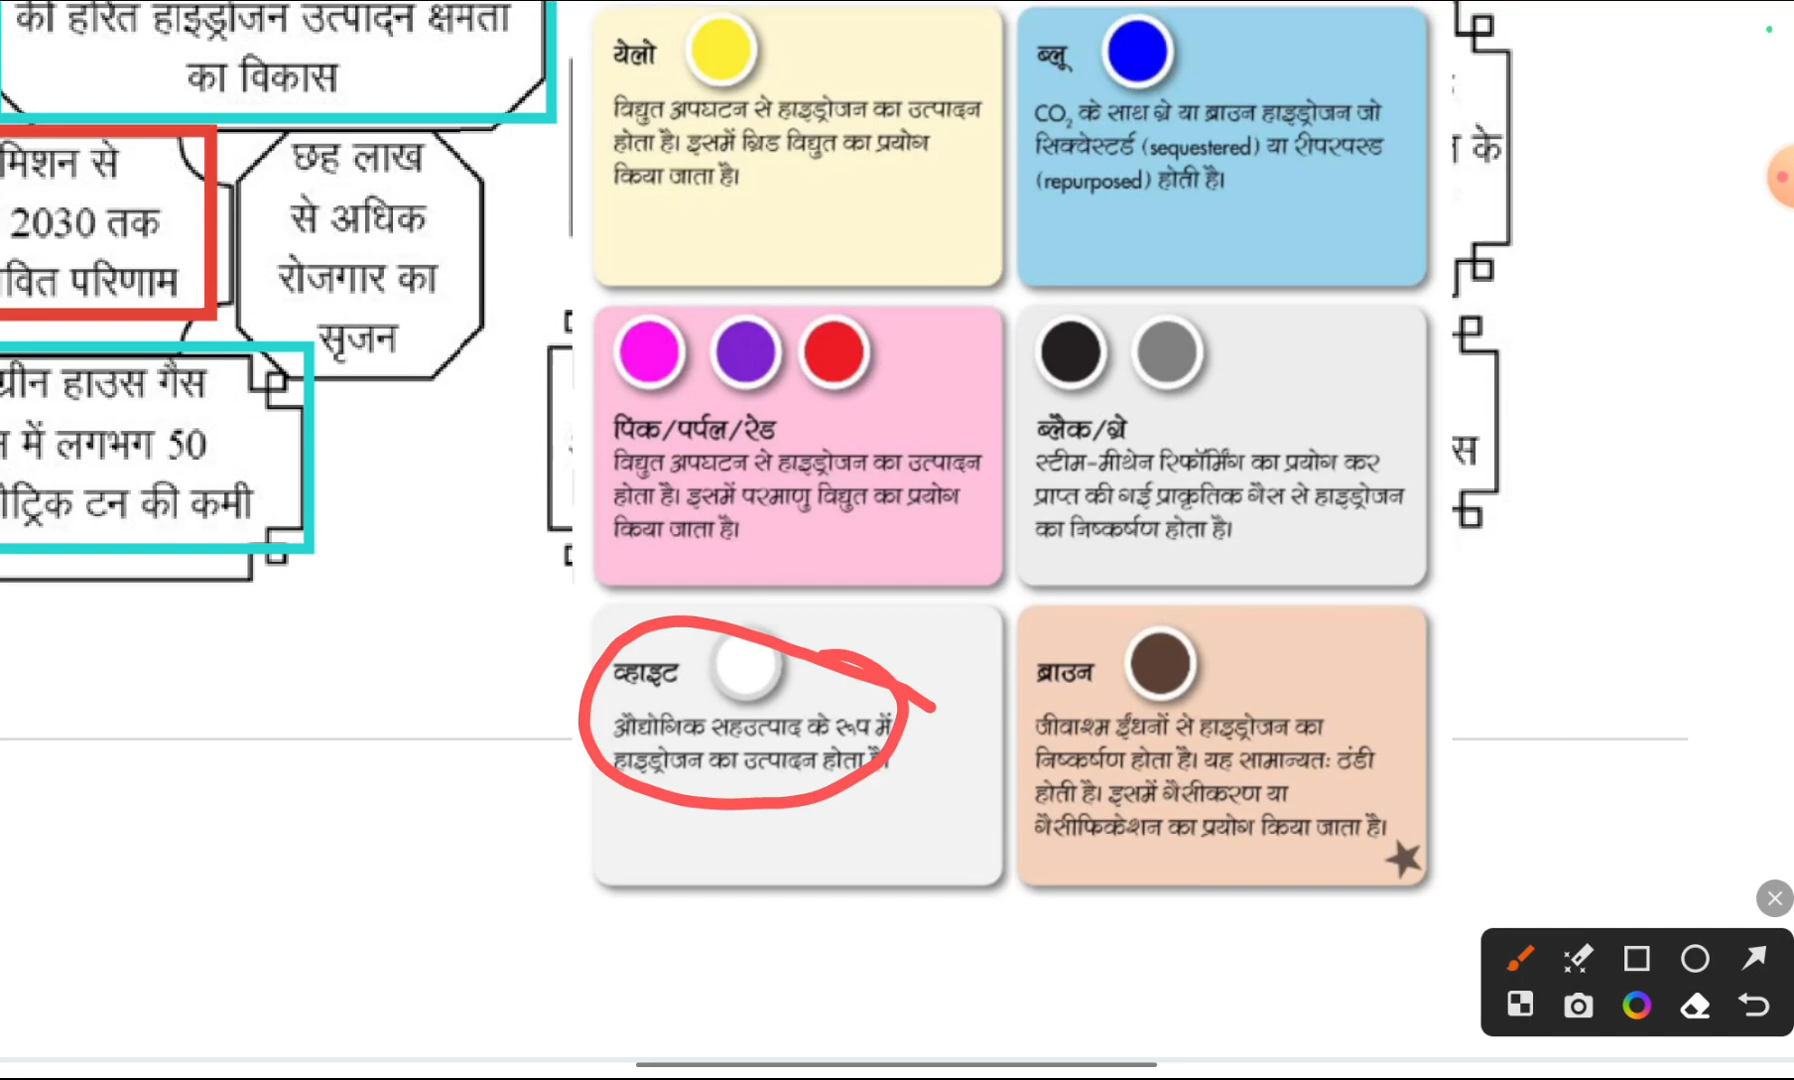 की हरित हाइड्रोजन उत्पादन क्षमता
का विकास
मिशन से
2030 तक
वित परिणाम
छह लाख
से अधिक
रोजगार का
सृजन
ग्रीन हाउस गैस
में लगभग 50
ट्रिक टन की कमी
येलो
विद्युत अपघटन से हाइड्रोजन का उत्पादन
होता है। इसमें ग्रिड विद्युत का प्रयोग
किया जाता है।
ब्लू
CO₂ के साथ ग्रे या ब्राउन हाइड्रोजन जो
सिक्वेस्टर्ड (sequestered) या रीपरपस्ड
(repurposed) होती है।
पिंक/पर्पल/रेड
विद्युत अपघटन से हाइड्रोजन का उत्पादन
होता है। इसमें परमाणु विद्युत का प्रयोग
किया जाता है।
ब्लैक/ग्रे
स्टीम-मीथेन रिफॉर्मिंग का प्रयोग कर
प्राप्त की गई प्राकृतिक गैस से हाइड्रोजन
का निष्कर्षण होता है।
व्हाइट
औद्योगिक सहउत्पाद के रूप में
हाइड्रोजन का उत्पादन होता है।
ब्राउन
जीवाश्म ईंधनों से हाइड्रोजन का
निष्कर्षण होता है। यह सामान्यतः ठंडी
होती है। इसमें गैसीकरण या
गैसीफिकेशन का प्रयोग किया जाता है।
के
स